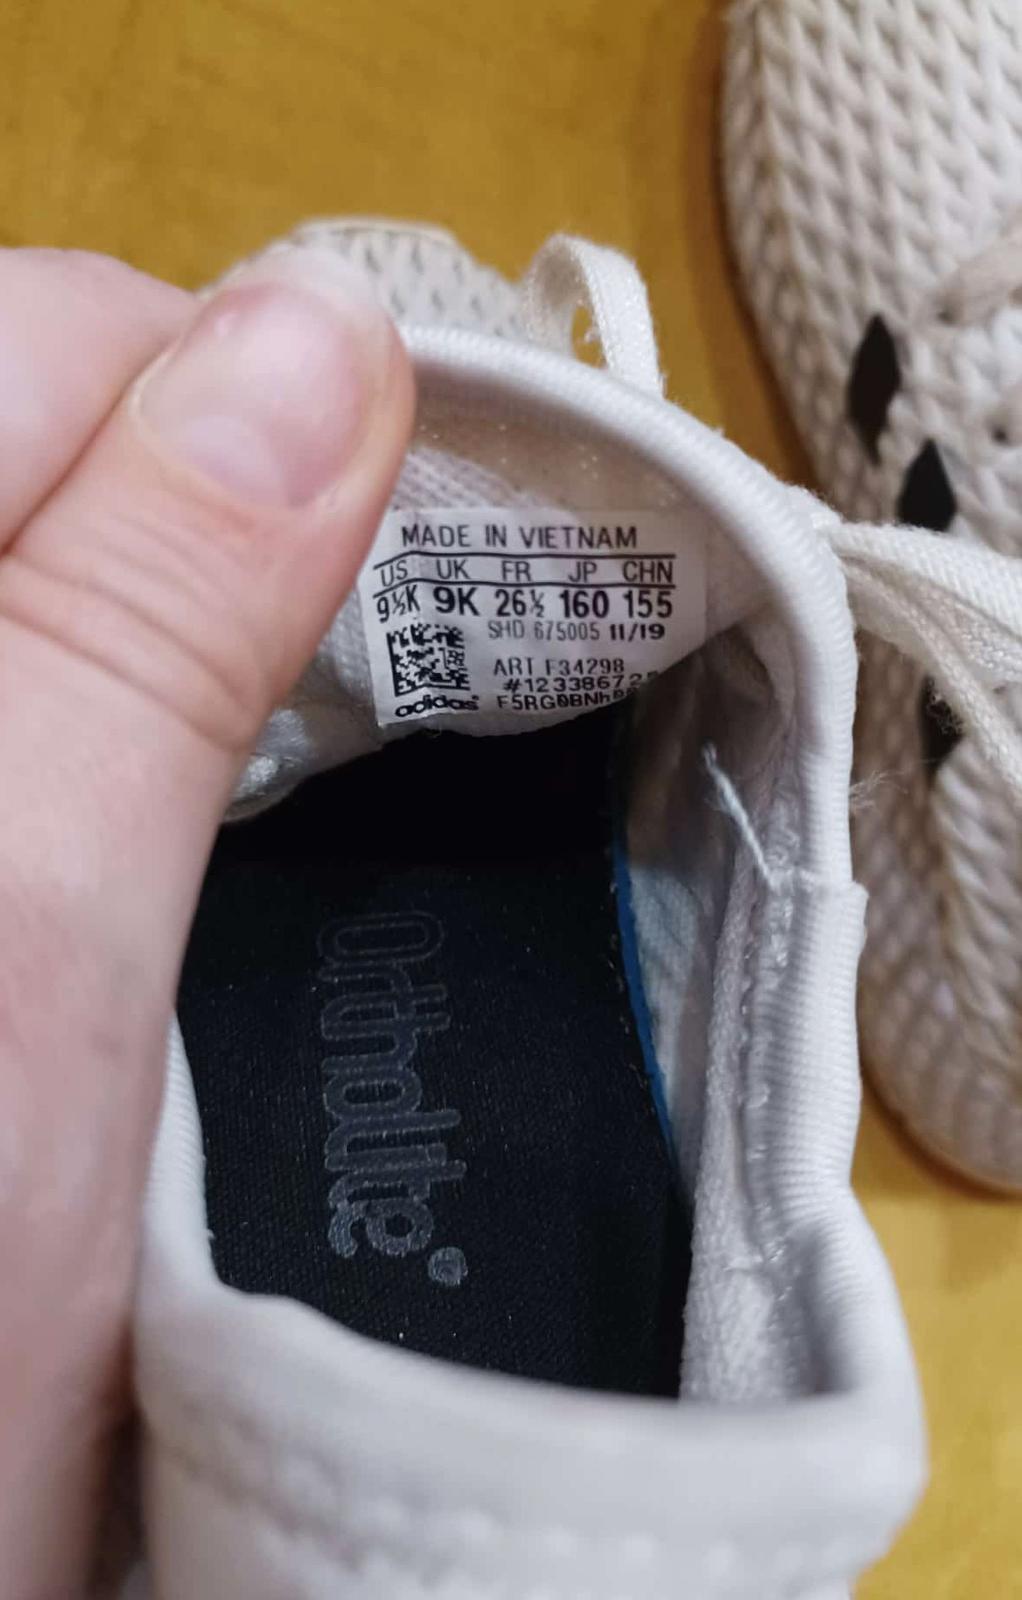 MADE IN VIETNAM
US UK FR JP CHN
9½K 9K 26½ 160 155
SHD 675005 11/19
ART F34298
adidas
Ortholite